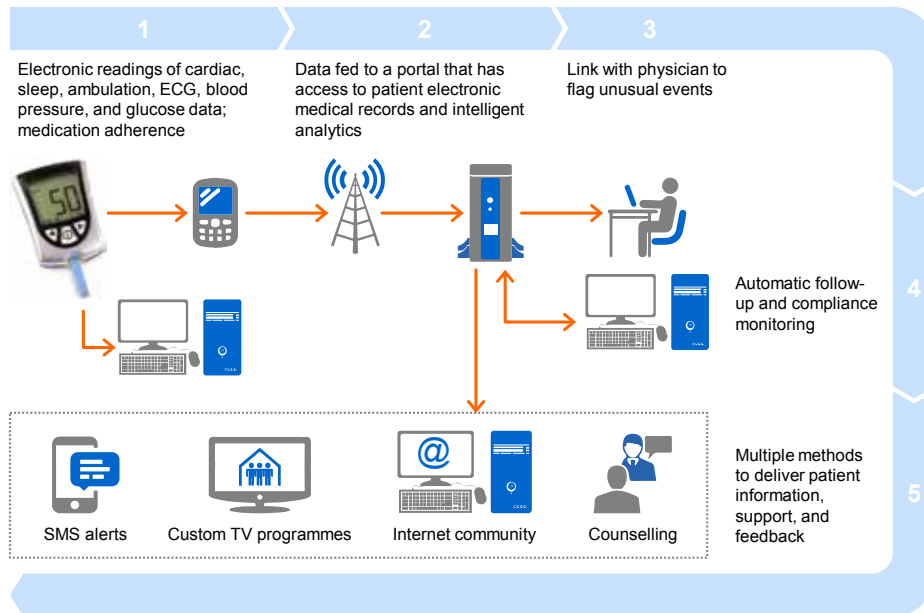 1
2
3
Electronic readings of cardiac,
sleep, ambulation, ECG, blood
pressure, and glucose data;
medication adherence
Data fed to a portal that has
access to patient electronic
medical records and intelligent
analytics
Link with physician to
flag unusual events
50
Automatic follow-
up and compliance
monitoring
4
@
SMS alerts
Custom TV programmes
Internet community
Counselling
Multiple methods
to deliver patient
information,
support, and
feedback
5